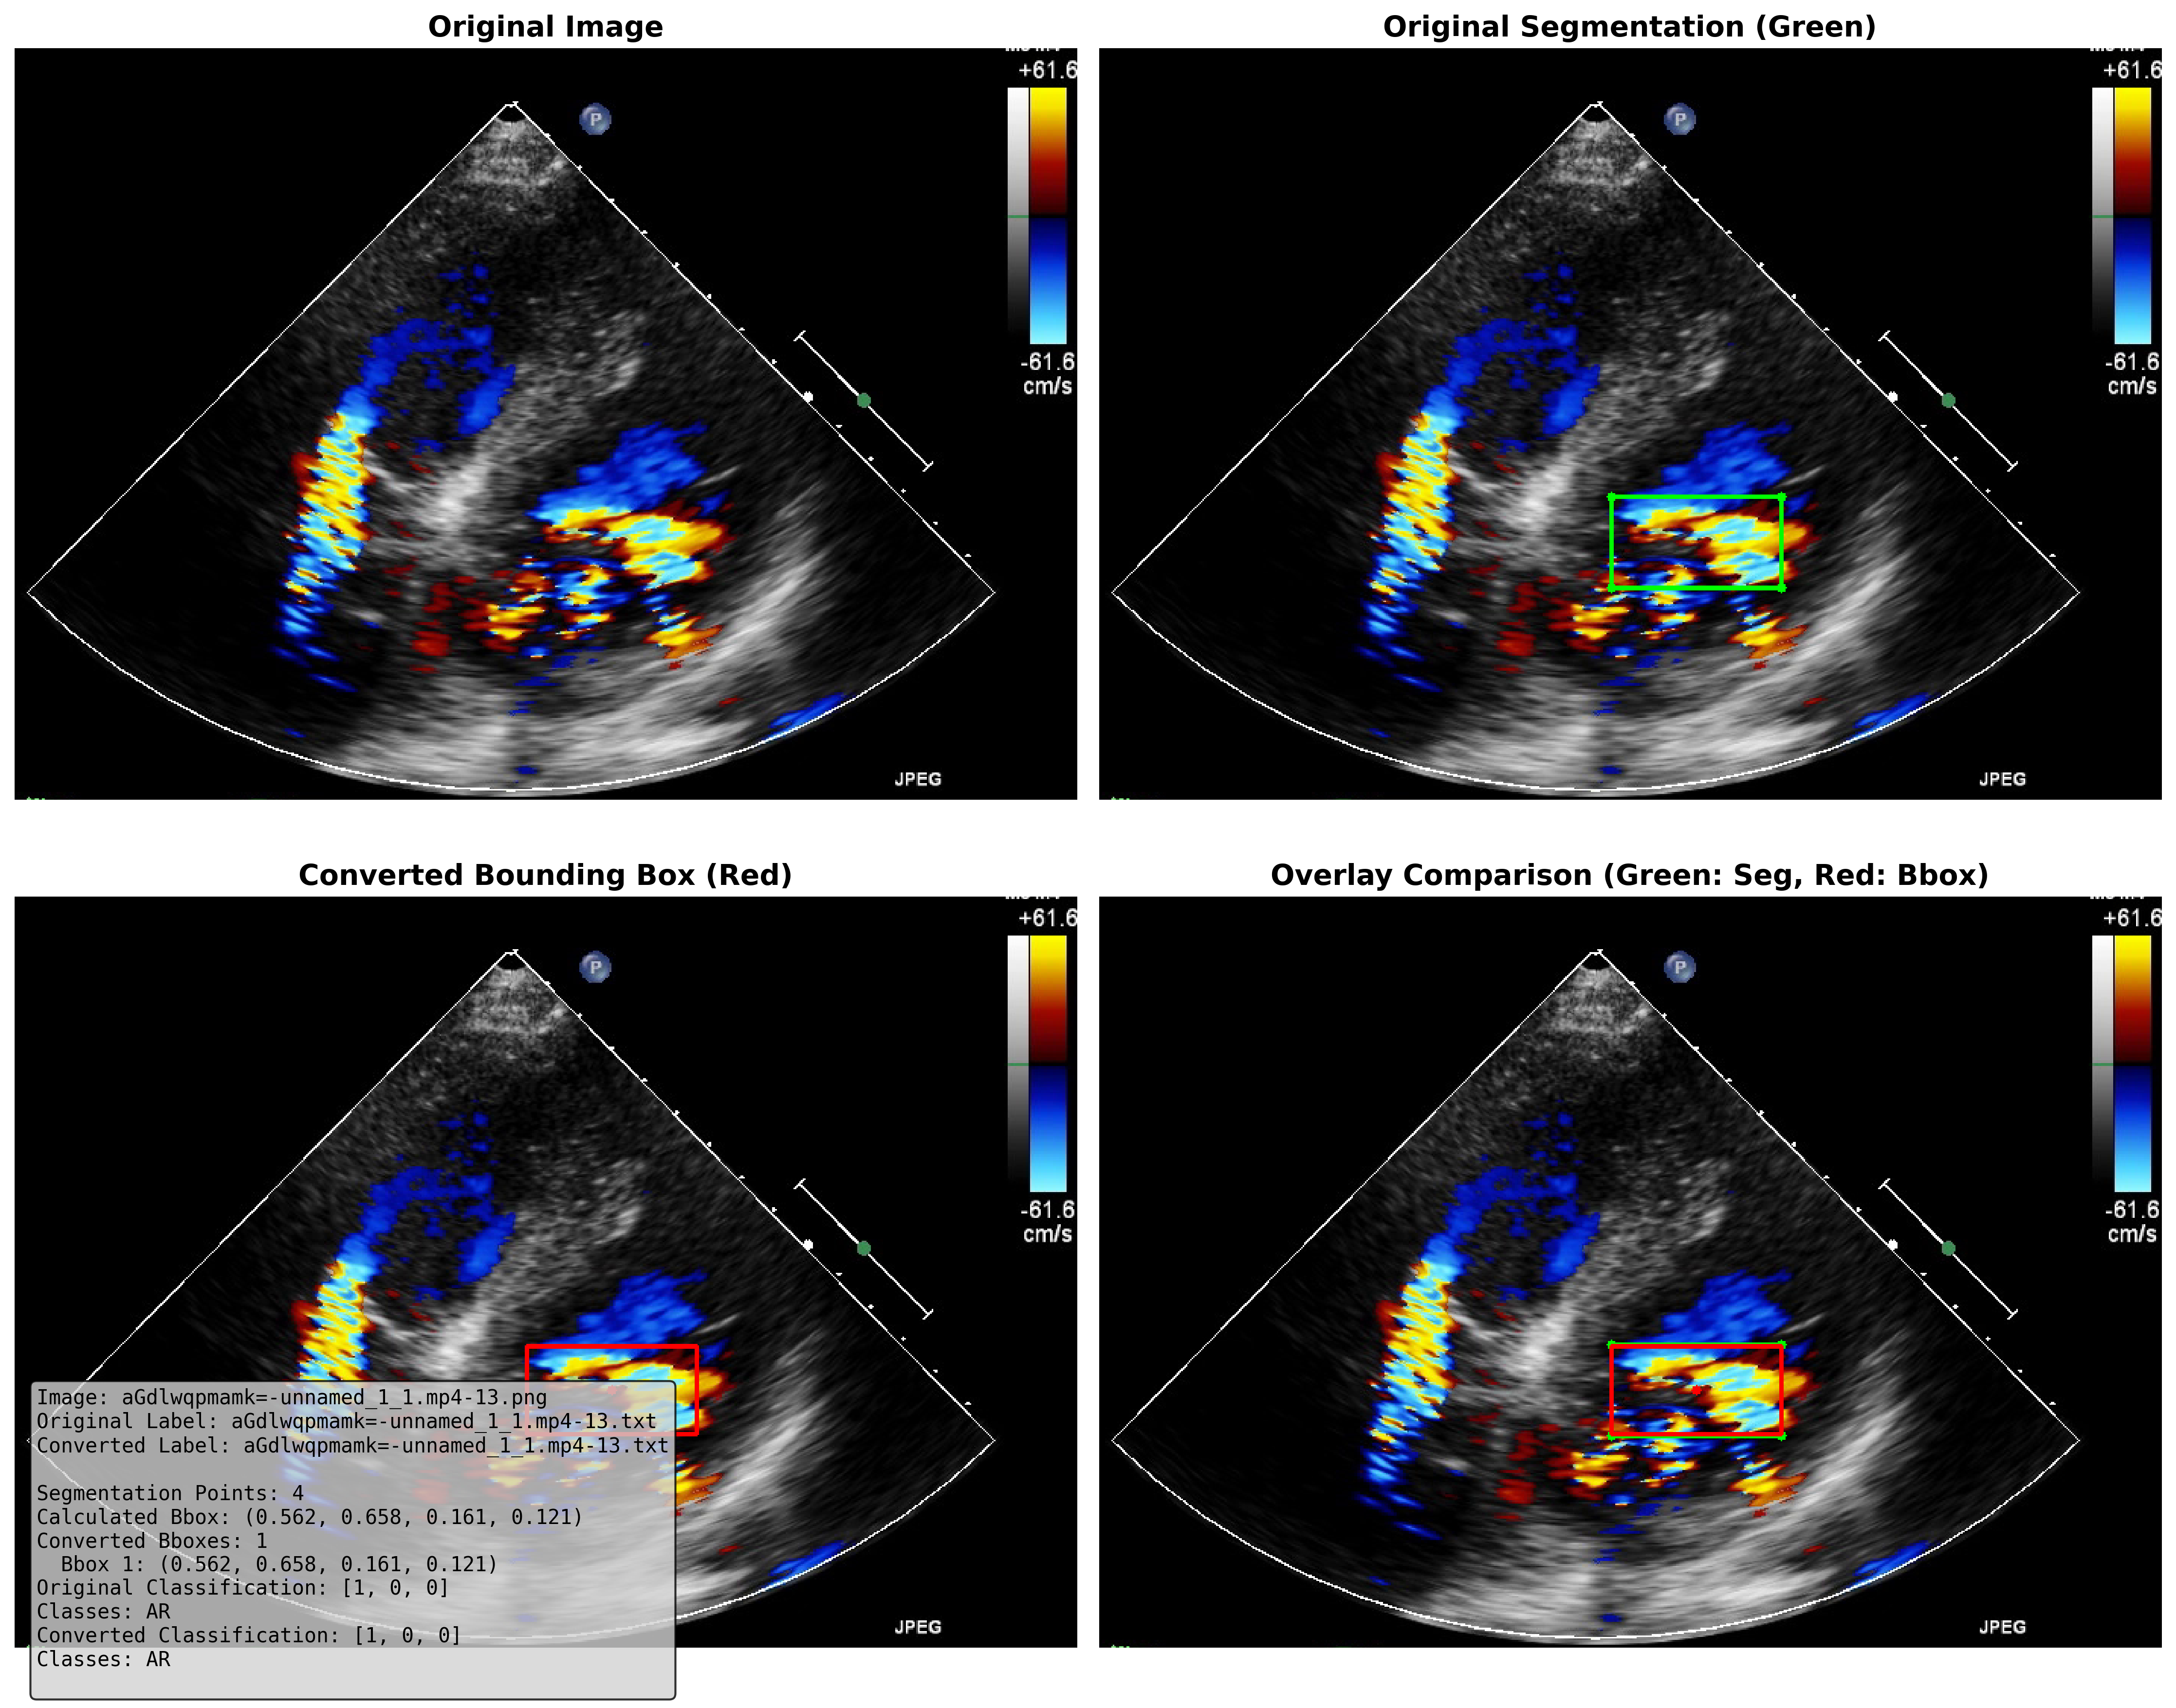 Original Image
+61.6
P
-61.6
cm/s
JPEG
Original Segmentation (Green)
+61.6
P
-61.6
cm/s
JPEG
Converted Bounding Box (Red)
+61.6
P
-61.6
cm/s
JPEG
Image: aGdlwqpmamk=-unnamed_1_1.mp4-13.png
Original Label: aGdlwqpmamk=-unnamed_1_1.mp4-13.txt
Converted Label: aGdlwqpmamk=-unnamed_1_1.mp4-13.txt
Segmentation Points: 4
Calculated Bbox: (0.562, 0.658, 0.161, 0.121)
Converted Bboxes: 1
Bbox 1: (0.562, 0.658, 0.161, 0.121)
Original Classification: [1, 0, 0]
Classes: AR
Converted Classification: [1, 0, 0]
Classes: AR
Overlay Comparison (Green: Seg, Red: Bbox)
+61.6
P
-61.6
cm/s
JPEG